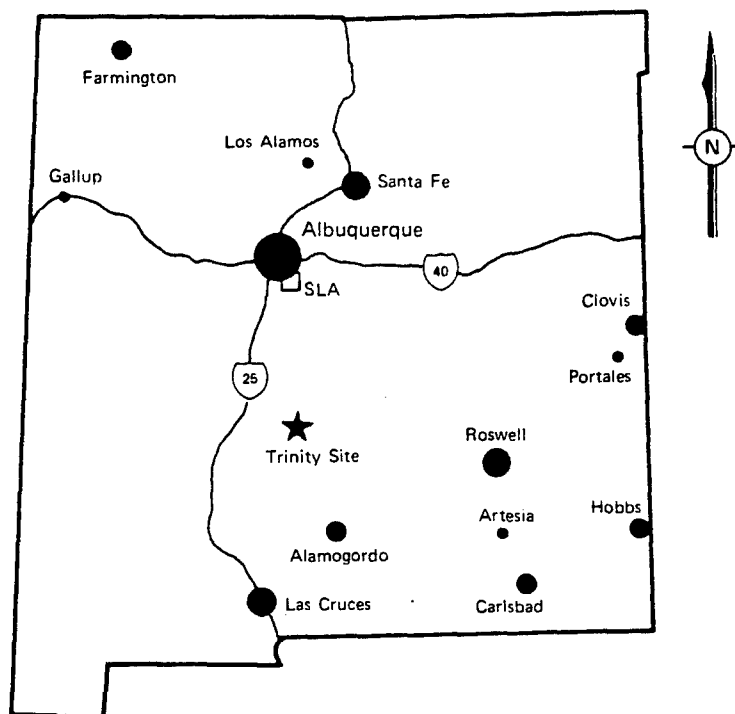 Farmington
N
Los Alamos
Gallup
Santa Fe
Albuquerque
40
SLA
Clovis
25
Portales
Roswell
Trinity Site
Artesia
Hobbs
Alamogordo
Las Cruces
Carlsbad